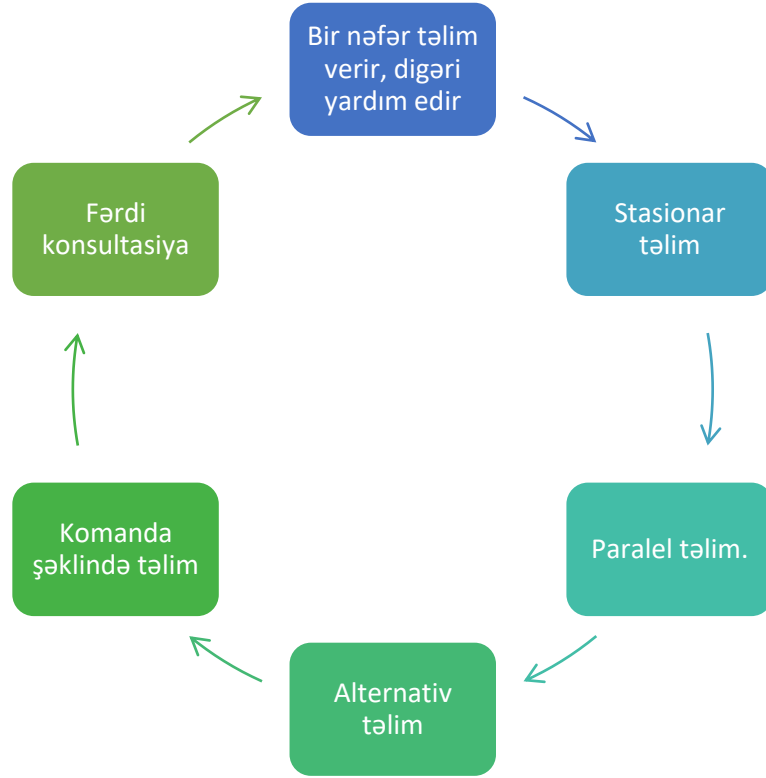 Bir nəfər təlim
verir, digəri
yardım edir
Stasionar
təlim
Paralel təlim.
Alternativ
təlim
Komanda
şəklində təlim
Fərdi
konsultasiya